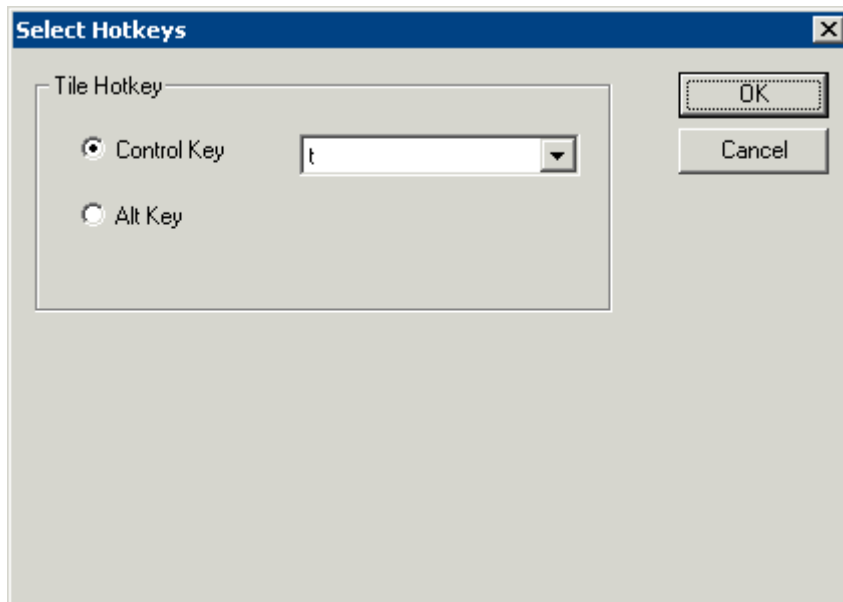 Select Hotkeys
Tile Hotkey
OK
Control Key
t
Cancel
Alt Key